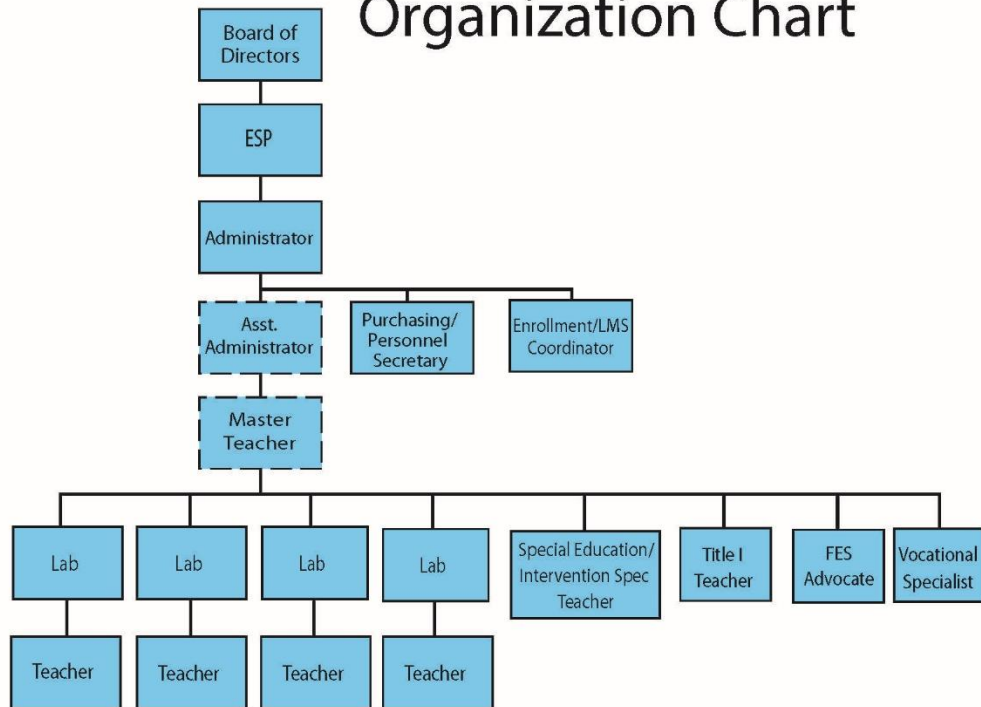 Organization Chart
Board of
Directors
ESP
Administrator
Asst.
Administrator
Purchasing/
Personnel
Secretary
Enrollment/LMS
Coordinator
Master
Teacher
Lab
Lab
Lab
Lab
Special Education/
Intervention Spec
Teacher
Title I
Teacher
FES
Advocate
Vocational
Specialist
Teacher
Teacher
Teacher
Teacher